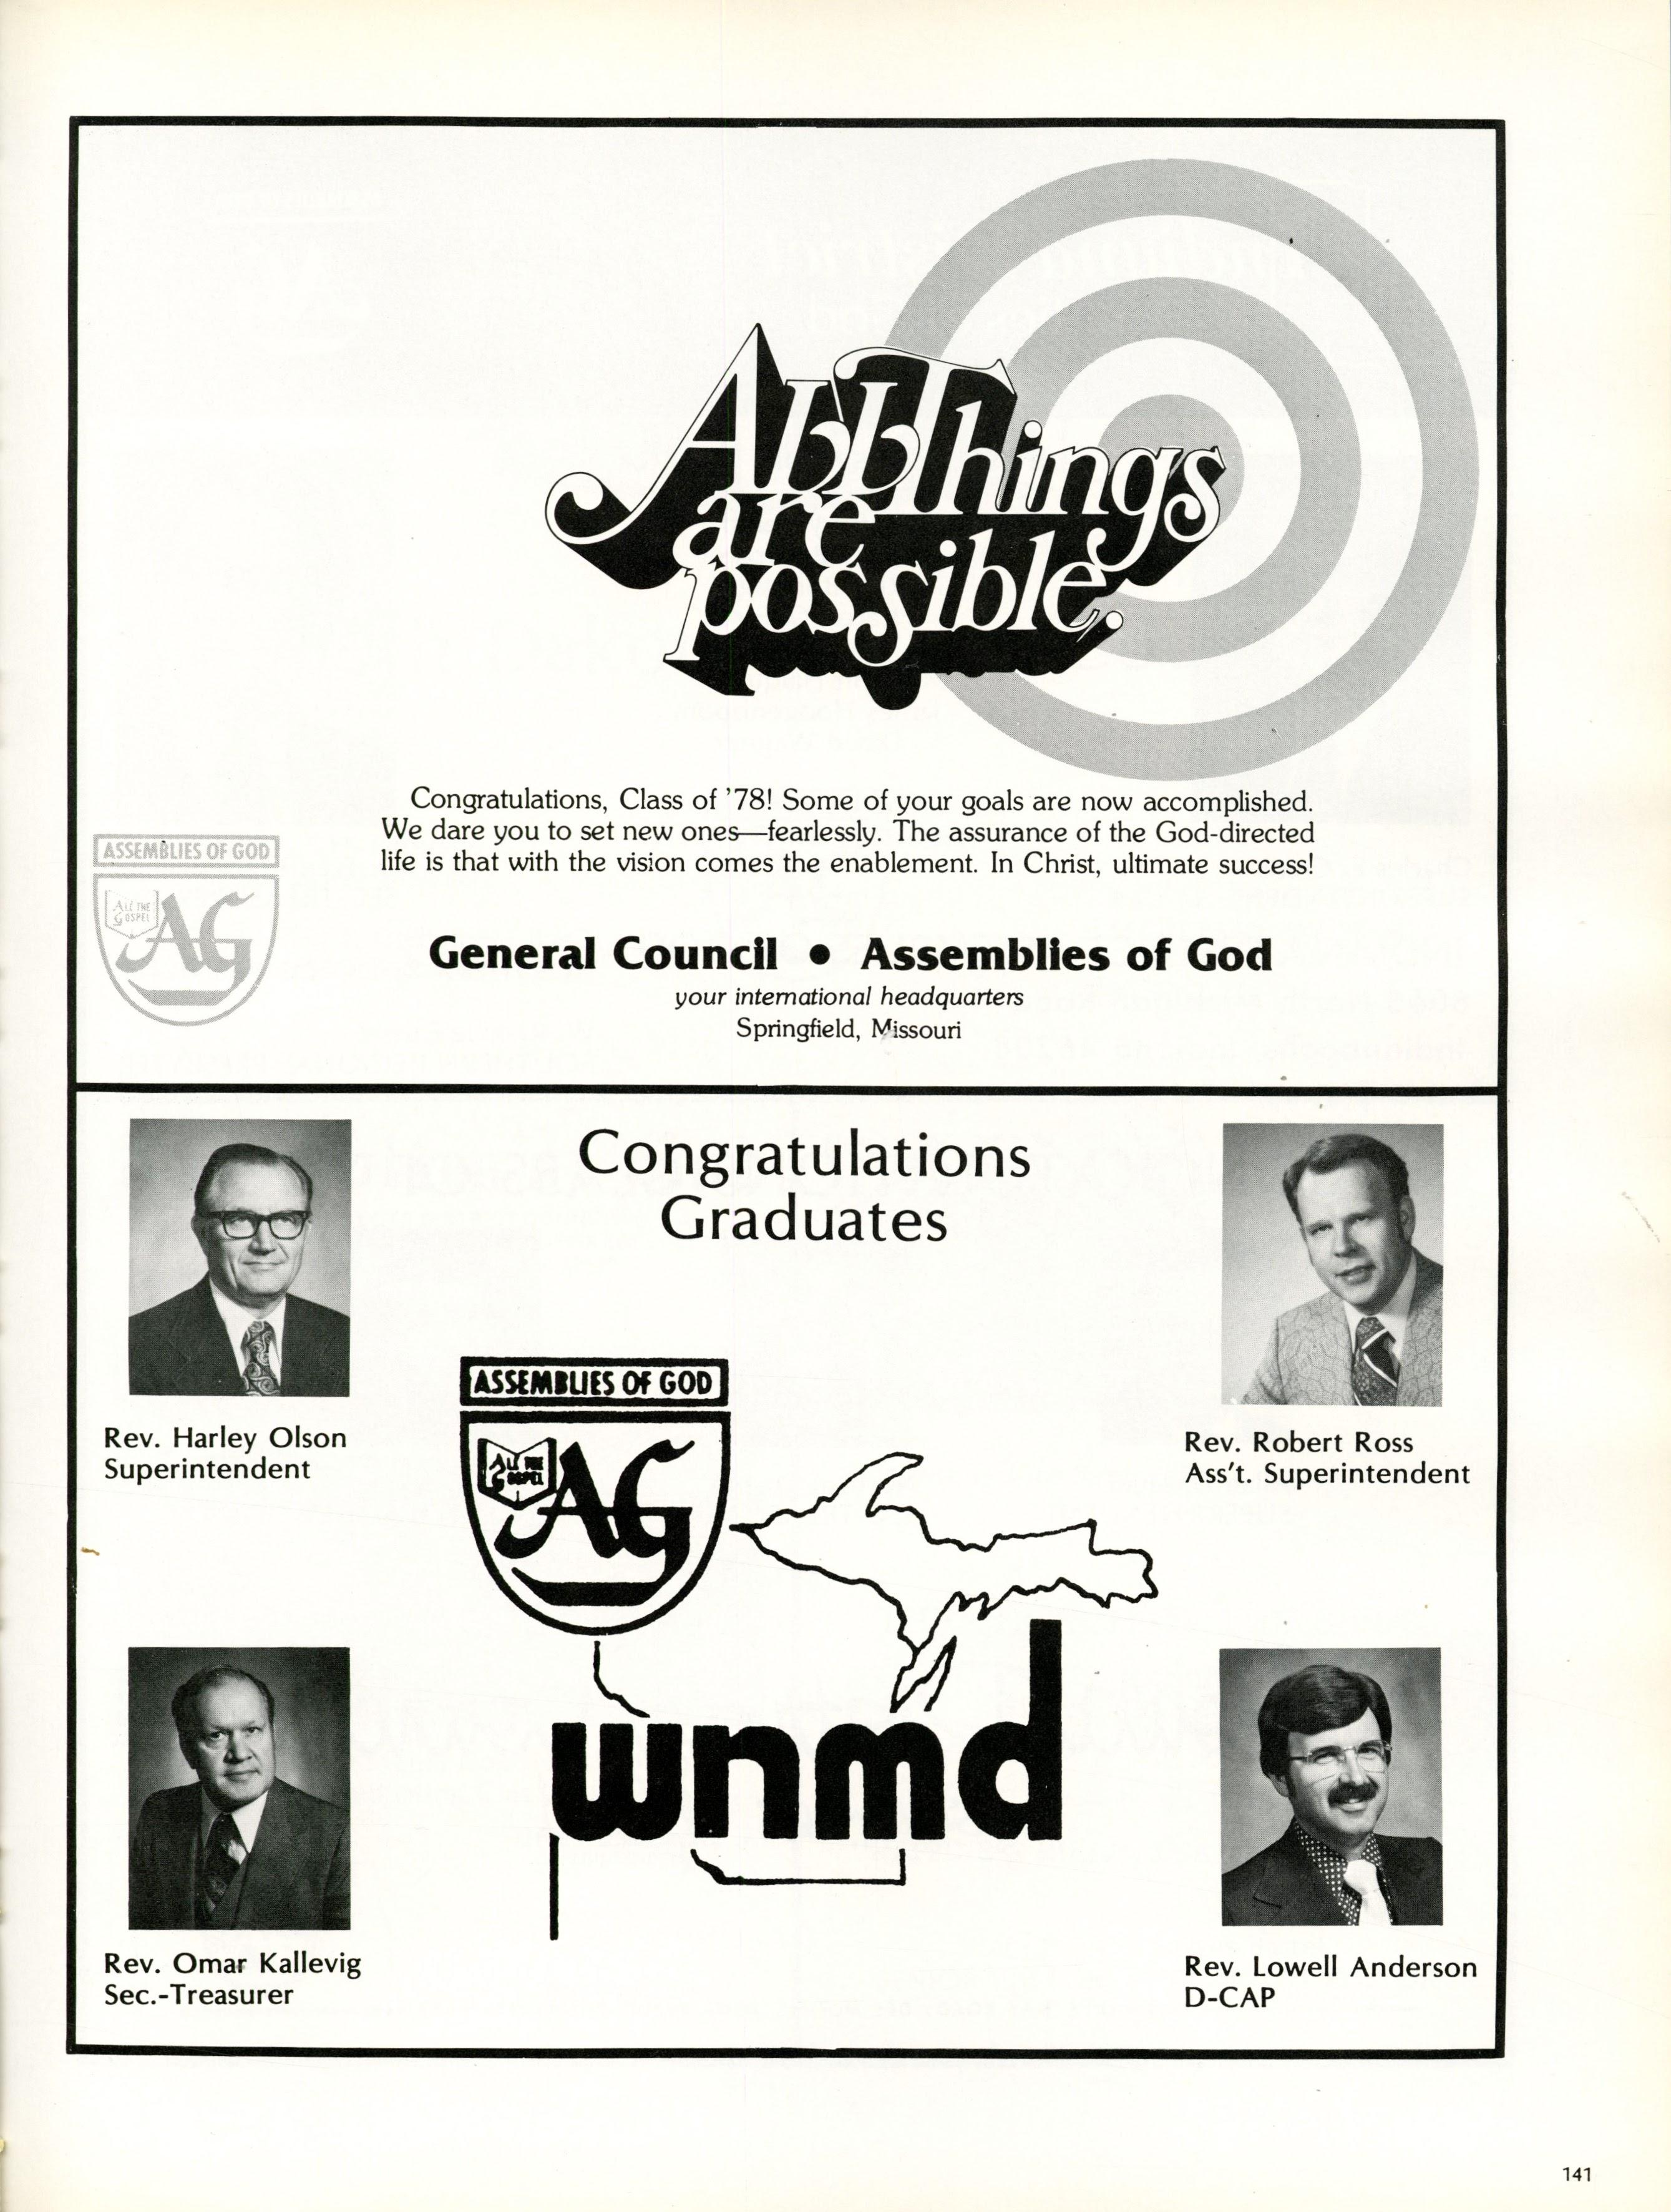 All Things
are
possible.
Congratulations, Class of '78! Some of your goals are now accomplished.
We dare you to set new ones—fearlessly. The assurance of the God-directed
life is that with the vision comes the enablement. In Christ, ultimate success!
ASSEMBLIES OF GOD
ALL THE
GOSPEL
AG
General Council • Assemblies of God
your international headquarters
Springfield, Missouri
Congratulations
Graduates
Rev. Harley Olson
Superintendent
Rev. Robert Ross
Ass't. Superintendent
ASSEMBLIES OF GOD
ALL THE
GOSPEL
AG
wnmd
Rev. Omar Kallevig
Sec.-Treasurer
Rev. Lowell Anderson
D-CAP
141